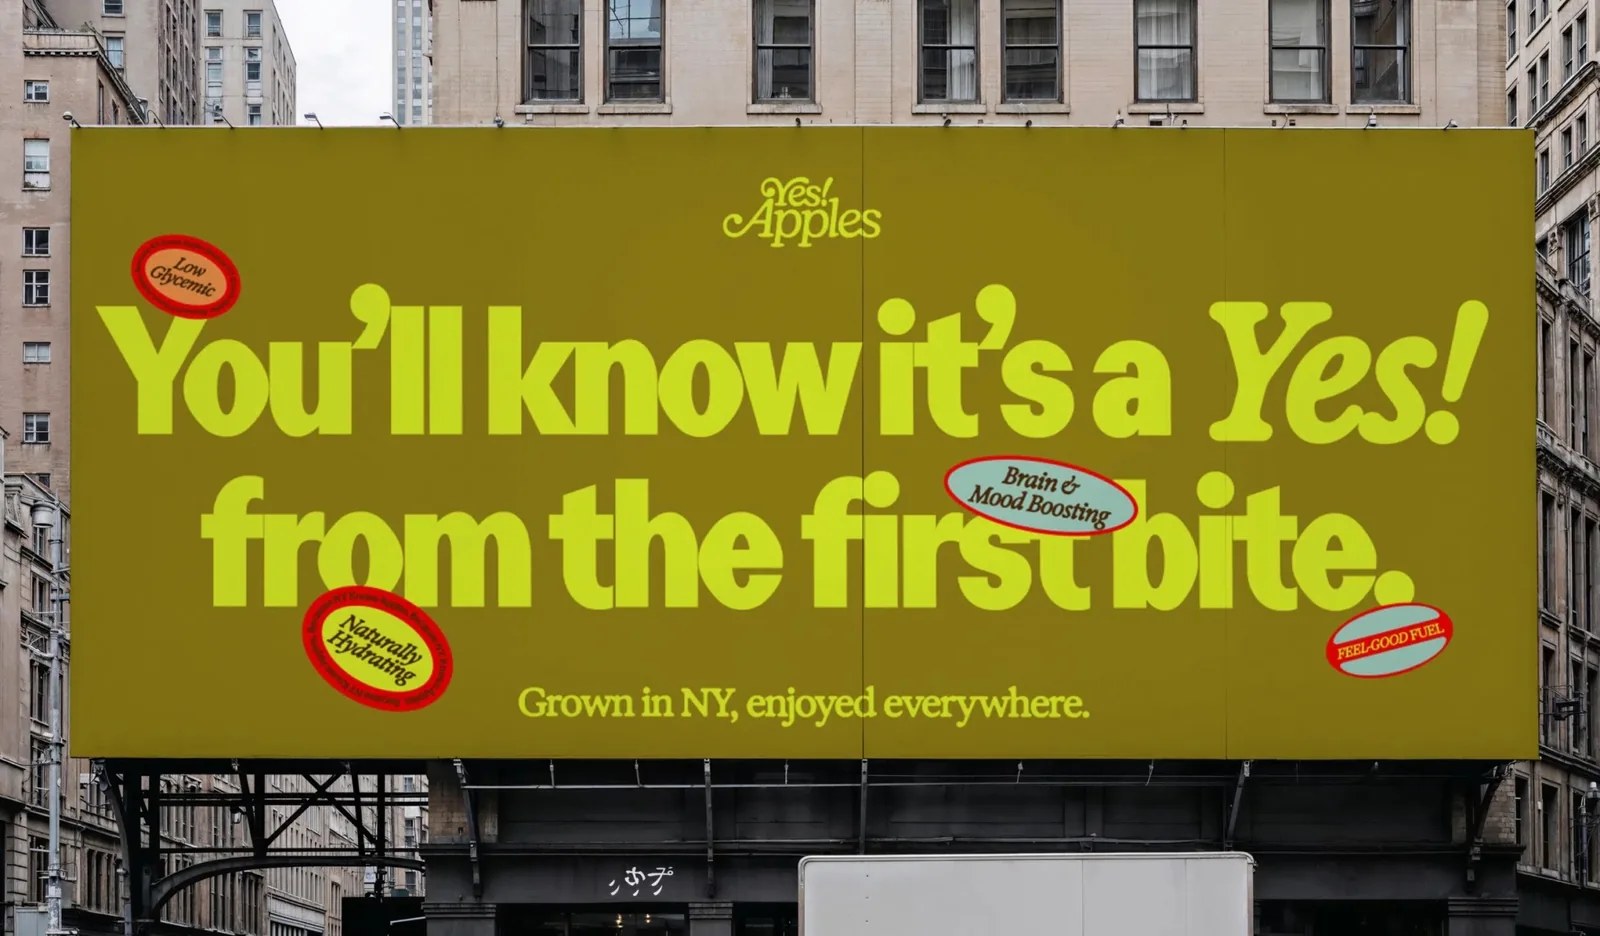 Yes!
Apples
Low
Glycemic
You'll know it's a Yes!
from the first bite.
Brain &
Mood Boosting
Naturally
Hydrating
FEEL-GOOD FUEL
Grown in NY, enjoyed everywhere.